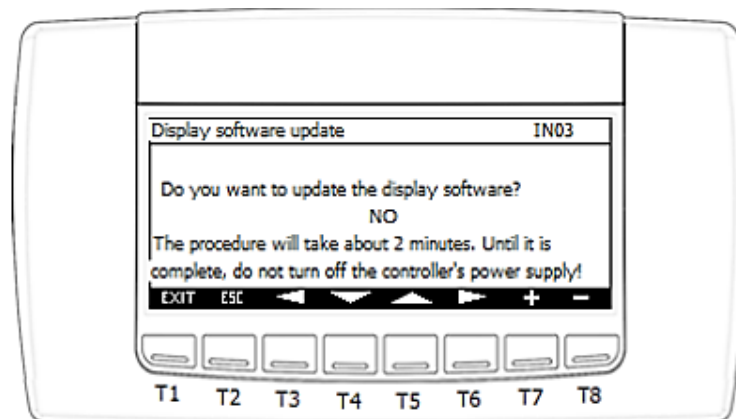 Display software update IN03
Do you want to update the display software?
NO
The procedure will take about 2 minutes. Until it is
complete, do not turn off the controller's power supply!
EXIT ESC + −
T1 T2 T3 T4 T5 T6 T7 T8